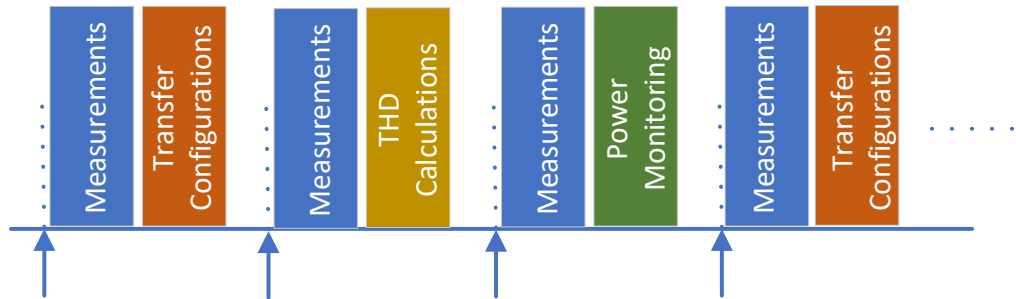 Measurements
Transfer
Configurations
Measurements
THD
Calculations
Measurements
Power
Monitoring
Measurements
Transfer
Configurations